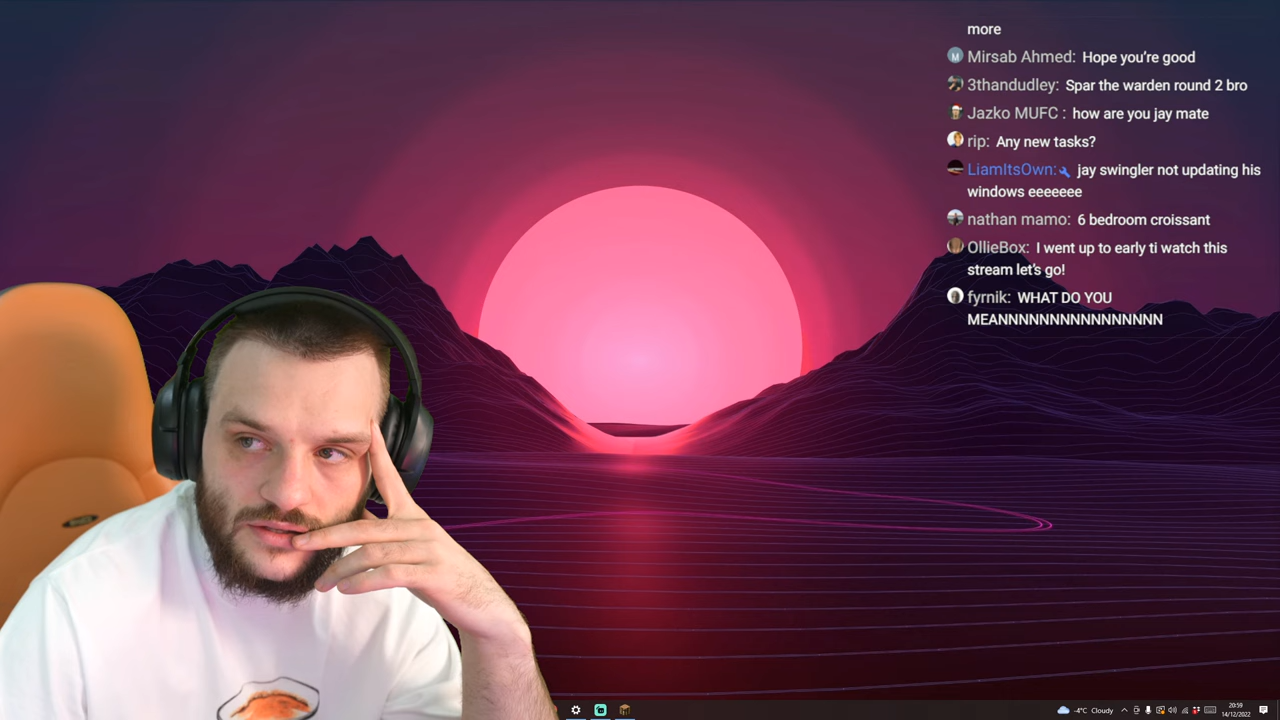 more
Mirsab Ahmed: Hope you're good
3thandudley: Spar the warden round 2 bro
Jazko MUFC : how are you jay mate
rip: Any new tasks?
LiamItsOwn: jay swingler not updating his
windows eeeeeee
nathan mamo: 6 bedroom croissant
OllieBox: I went up to early ti watch this
stream let's go!
fyrnik: WHAT DO YOU
MEANNNNNNNNNNNNNNNN
-4°C Cloudy
20:59
14/12/2022